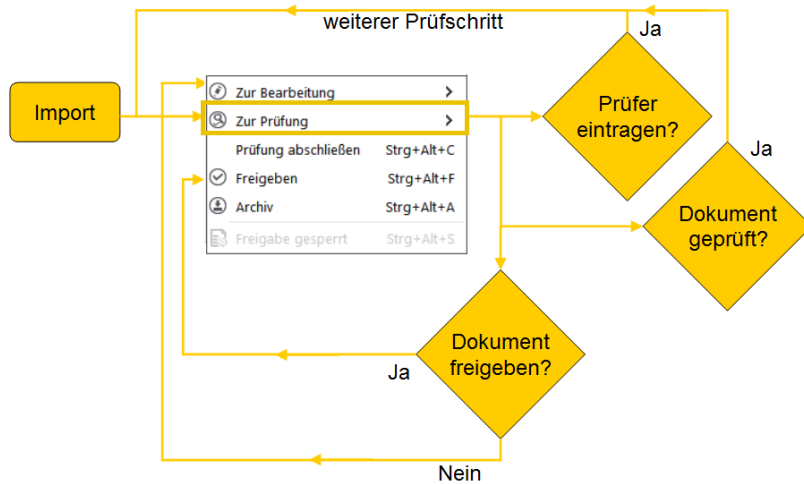 weiterer Prüfschritt
Ja
Import
Zur Bearbeitung
Zur Prüfung
Prüfung abschließen Strg+Alt+C
Freigeben Strg+Alt+F
Archiv Strg+Alt+A
Freigabe gesperrt Strg+Alt+S
Prüfer
eintragen?
Ja
Dokument
geprüft?
Dokument
freigeben?
Ja
Nein